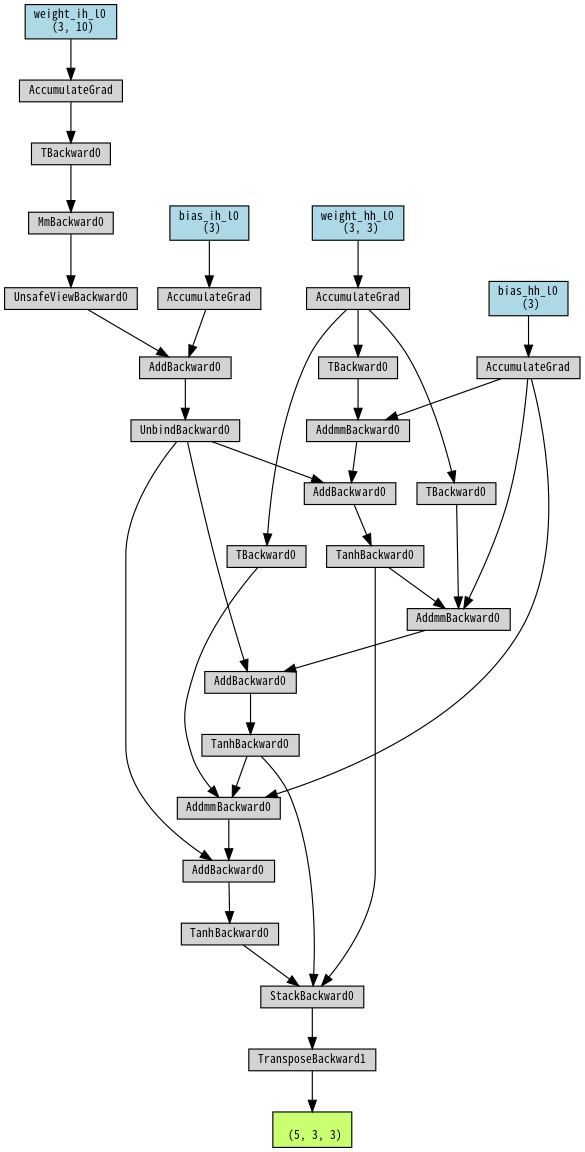 weight_ih_l0
(3, 10)
AccumulateGrad
TBackward0
MmBackward0
bias_ih_l0
(3)
weight_hh_l0
(3, 3)
UnsafeViewBackward0
AccumulateGrad
AccumulateGrad
bias_hh_l0
(3)
AddBackward0
TBackward0
AccumulateGrad
UnbindBackward0
AddmmBackward0
AddBackward0
TBackward0
TBackward0
TanhBackward0
AddmmBackward0
AddBackward0
TanhBackward0
AddmmBackward0
AddBackward0
TanhBackward0
StackBackward0
TransposeBackward1
(5, 3, 3)